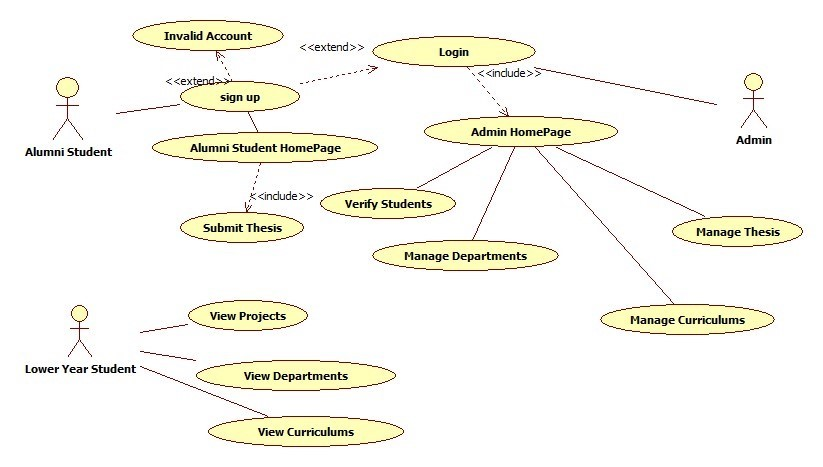 Invalid Account
<<extend>>
Login
<<extend>>
<<include>>
sign up
Alumni Student
Admin HomePage
Admin
Alumni Student HomePage
<<include>>
Verify Students
Submit Thesis
Manage Thesis
Manage Departments
View Projects
Manage Curriculums
Lower Year Student
View Departments
View Curriculums